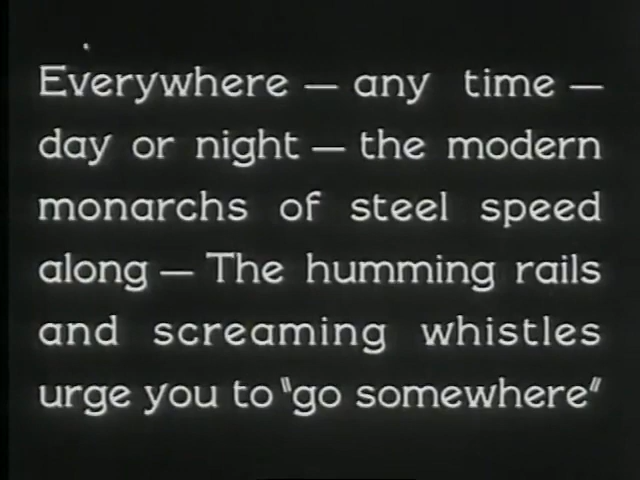 Everywhere — any time —
day or night — the modern
monarchs of steel speed
along — The humming rails
and screaming whistles
urge you to "go somewhere"